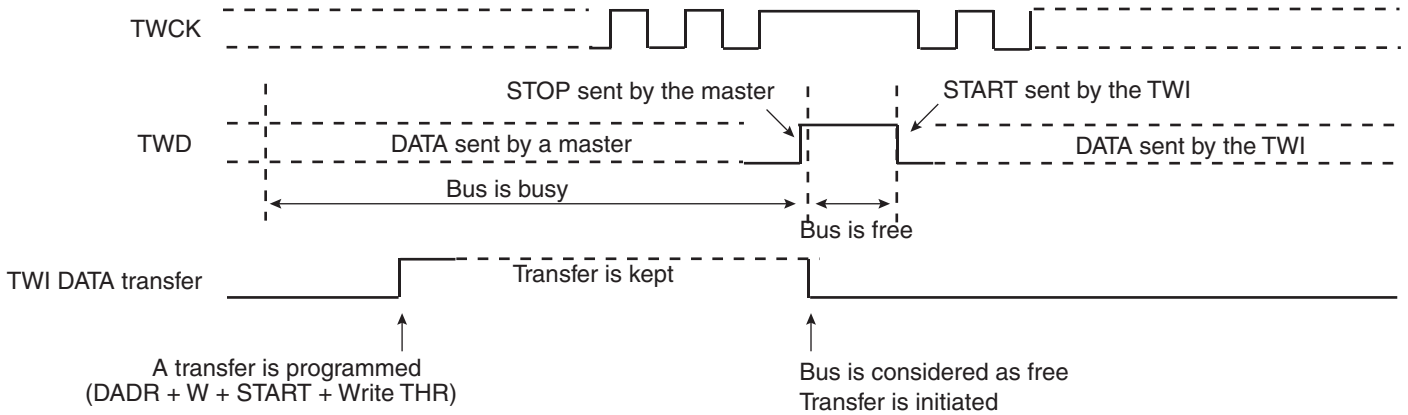 TWCK
STOP sent by the master
START sent by the TWI
TWD
DATA sent by a master
DATA sent by the TWI
Bus is busy
Bus is free
TWI DATA transfer
Transfer is kept
A transfer is programmed
(DADR + W + START + Write THR)
Bus is considered as free
Transfer is initiated